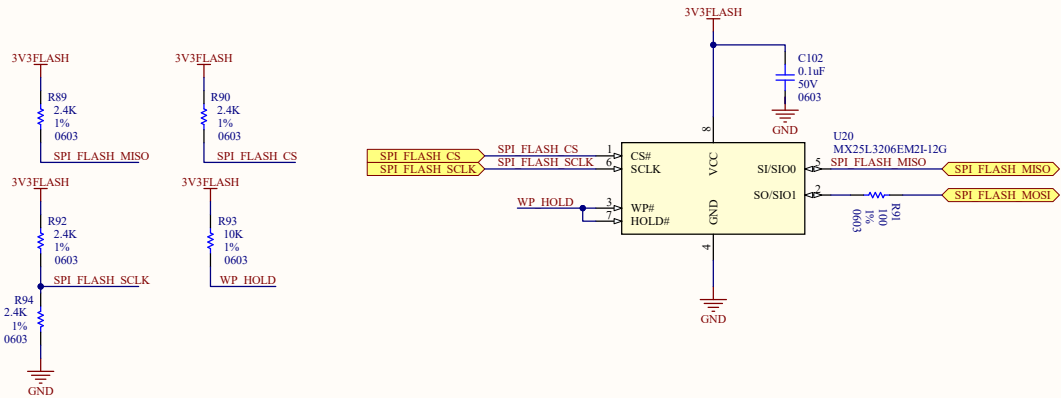 3V3FLASH
R89
2.4K
1%
0603
SPI_FLASH_MISO
3V3FLASH
R90
2.4K
1%
0603
SPI_FLASH_CS
3V3FLASH
R92
2.4K
1%
0603
SPI_FLASH_SCLK
R94
2.4K
1%
0603
GND
3V3FLASH
R93
10K
1%
0603
WP_HOLD
3V3FLASH
C102
0.1uF
50V
0603
GND
U20
MX25L3206EM2I-12G
SPI_FLASH_CS
SPI_FLASH_CS
1
CS#
SPI_FLASH_SCLK
SPI_FLASH_SCLK
6
SCLK
WP_HOLD
3
WP#
7
HOLD#
8
VCC
GND
4
GND
SI/SIO0
5
SPI_FLASH_MISO
SPI_FLASH_MISO
SO/SIO1
2
R91
100
1%
0603
SPI_FLASH_MOSI